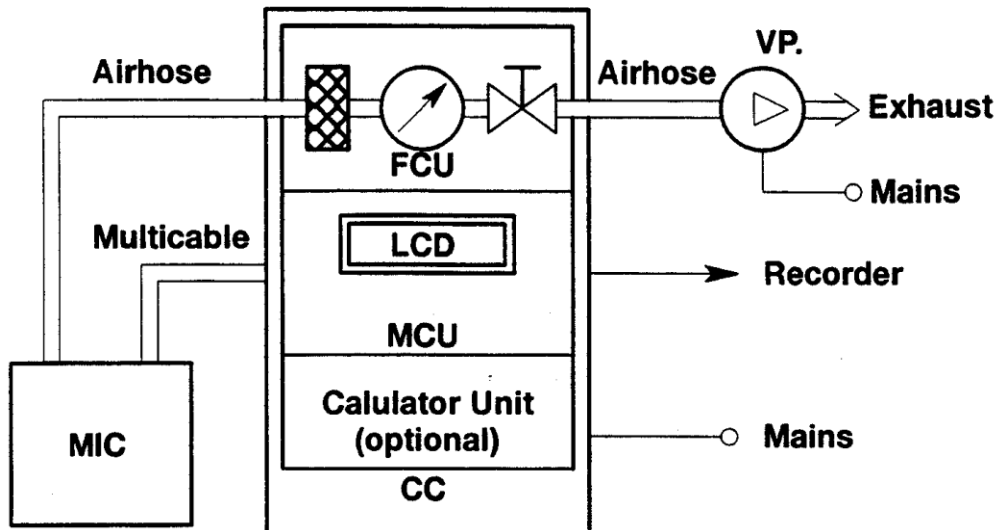 VP.
Airhose
Airhose
Exhaust
FCU
Mains
Multicable
LCD
Recorder
MCU
Calulator Unit
(optional)
MIC
Mains
CC